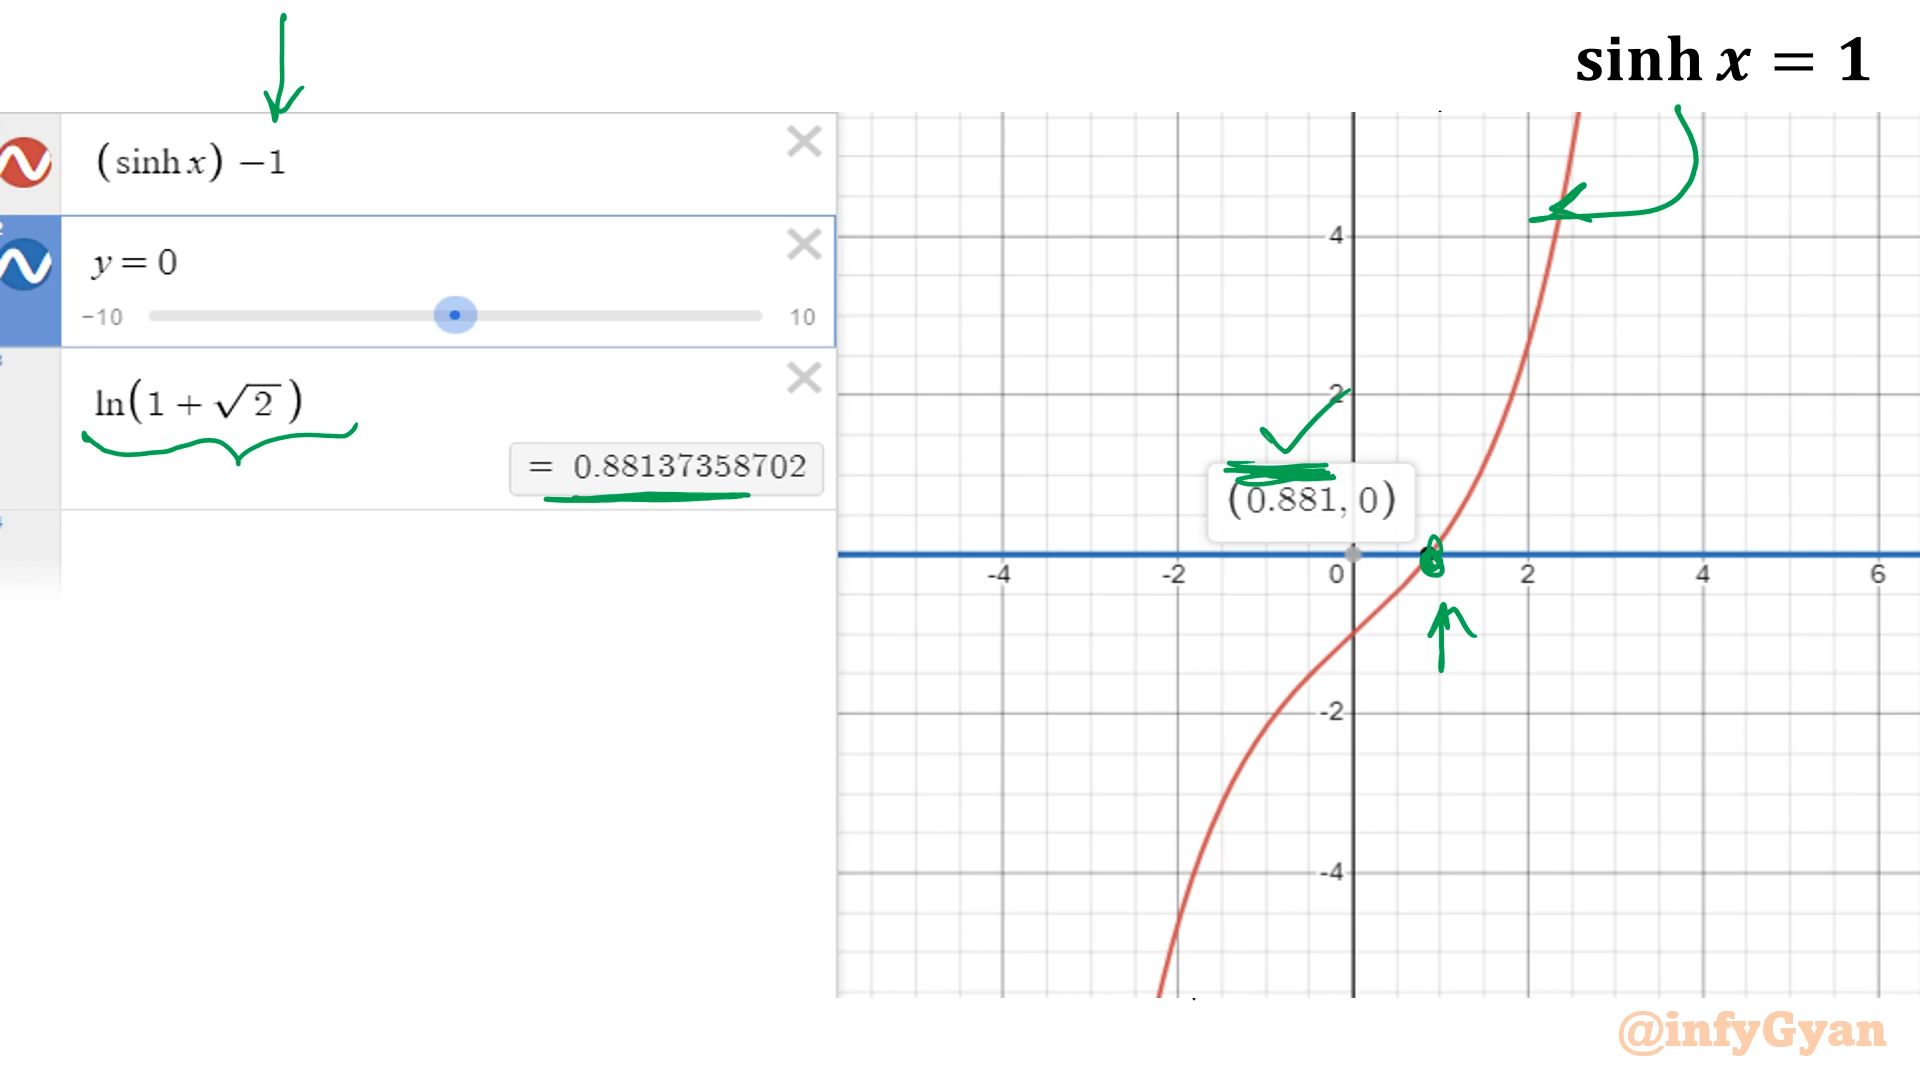 sinh x = 1
(sinh x) −1
y = 0
−10
10
ln(1 + √2)
= 0.88137358702
4
2
(0.881, 0)
-4
-2
0
2
4
6
-2
-4
@infyGyan